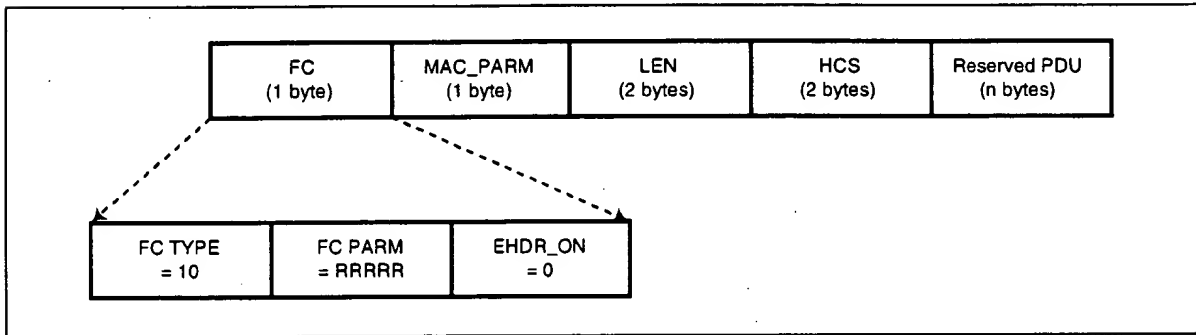 FC MAC_PARM LEN HCS Reserved PDU
(1 byte) (1 byte) (2 bytes) (2 bytes) (n bytes)
FC TYPE FC PARM EHDR_ON
= 10 = RRRRR = 0